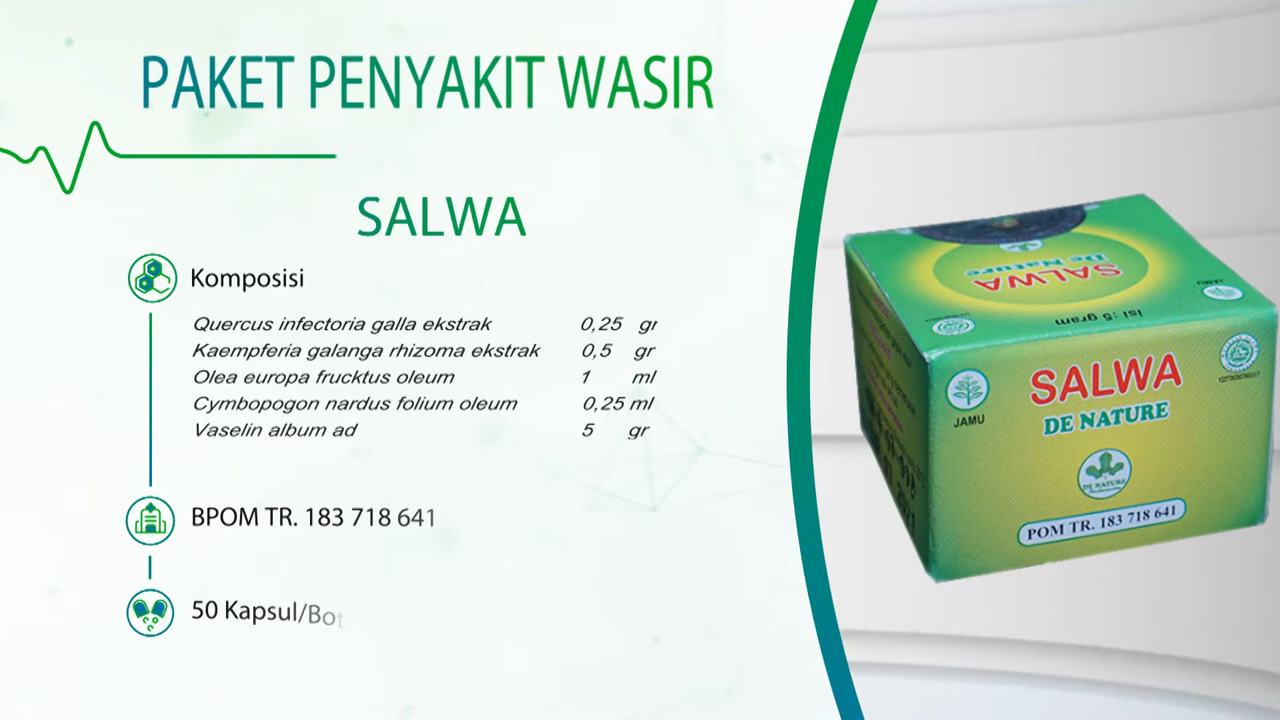 PAKET PENYAKIT WASIR
SALWA
Komposisi
Quercus infectoria galla ekstrak 0,25 gr
Kaempferia galanga rhizoma ekstrak 0,5 gr
Olea europa frucktus oleum 1 ml
Cymbopogon nardus folium oleum 0,25 ml
Vaselin album ad 5 gr
BPOM TR. 183 718 641
50 Kapsul/Bot
SALWA
De Nature
JAMU
isi : 5 gram
JAMU
SALWA
DE NATURE
DE NATURE
POM TR. 183 718 641